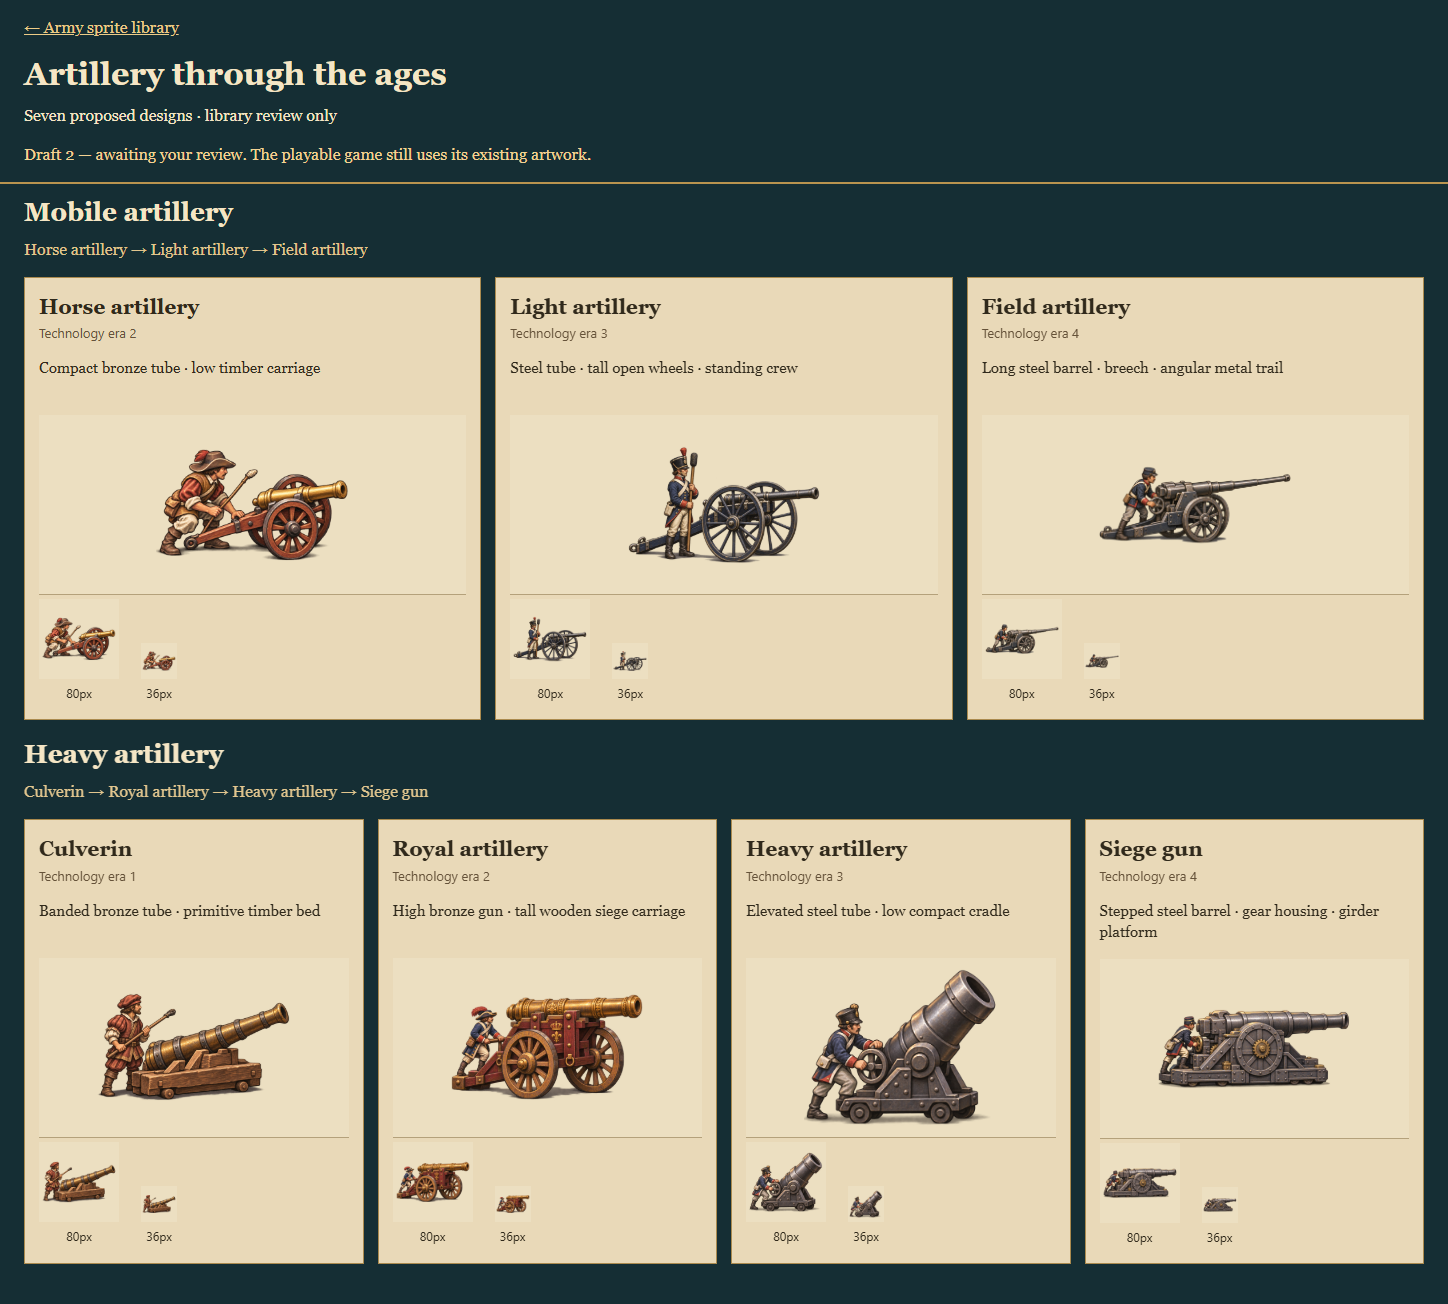 ← Army sprite library
Artillery through the ages
Seven proposed designs · library review only
Draft 2 — awaiting your review. The playable game still uses its existing artwork.
Mobile artillery
Horse artillery → Light artillery → Field artillery
Horse artillery
Technology era 2
Compact bronze tube · low timber carriage
80px
36px
Light artillery
Technology era 3
Steel tube · tall open wheels · standing crew
80px
36px
Field artillery
Technology era 4
Long steel barrel · breech · angular metal trail
80px
36px
Heavy artillery
Culverin → Royal artillery → Heavy artillery → Siege gun
Culverin
Technology era 1
Banded bronze tube · primitive timber bed
80px
36px
Royal artillery
Technology era 2
High bronze gun · tall wooden siege carriage
80px
36px
Heavy artillery
Technology era 3
Elevated steel tube · low compact cradle
80px
36px
Siege gun
Technology era 4
Stepped steel barrel · gear housing · girder
platform
80px
36px